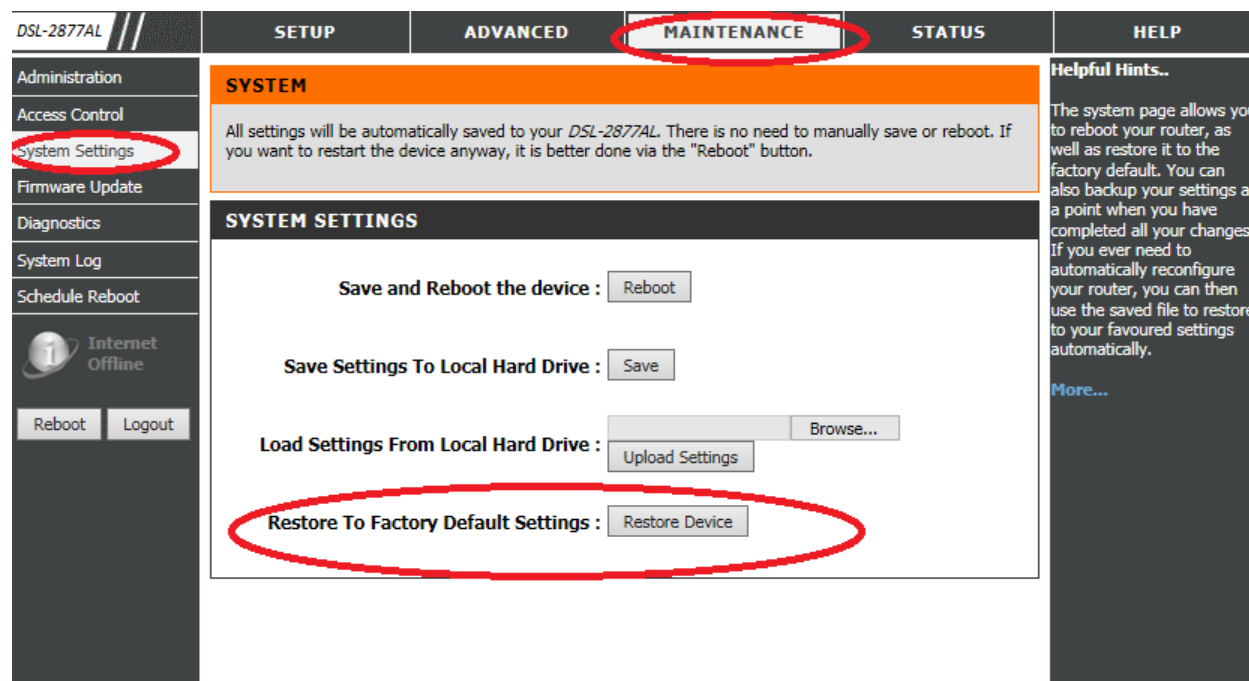 DSL-2877AL
SETUP
ADVANCED
MAINTENANCE
STATUS
HELP
Administration
Access Control
System Settings
Firmware Update
Diagnostics
System Log
Schedule Reboot
Internet
Offline
Reboot
Logout
SYSTEM
All settings will be automatically saved to your DSL-2877AL. There is no need to manually save or reboot. If
you want to restart the device anyway, it is better done via the "Reboot" button.
SYSTEM SETTINGS
Save and Reboot the device : Reboot
Save Settings To Local Hard Drive : Save
Load Settings From Local Hard Drive : Browse...
Upload Settings
Restore To Factory Default Settings : Restore Device
Helpful Hints..
The system page allows you
to reboot your router, as
well as restore it to the
factory default. You can
also backup your settings a
a point when you have
completed all your changes
If you ever need to
automatically reconfigure
your router, you can then
use the saved file to restore
to your favoured settings
automatically.
More...